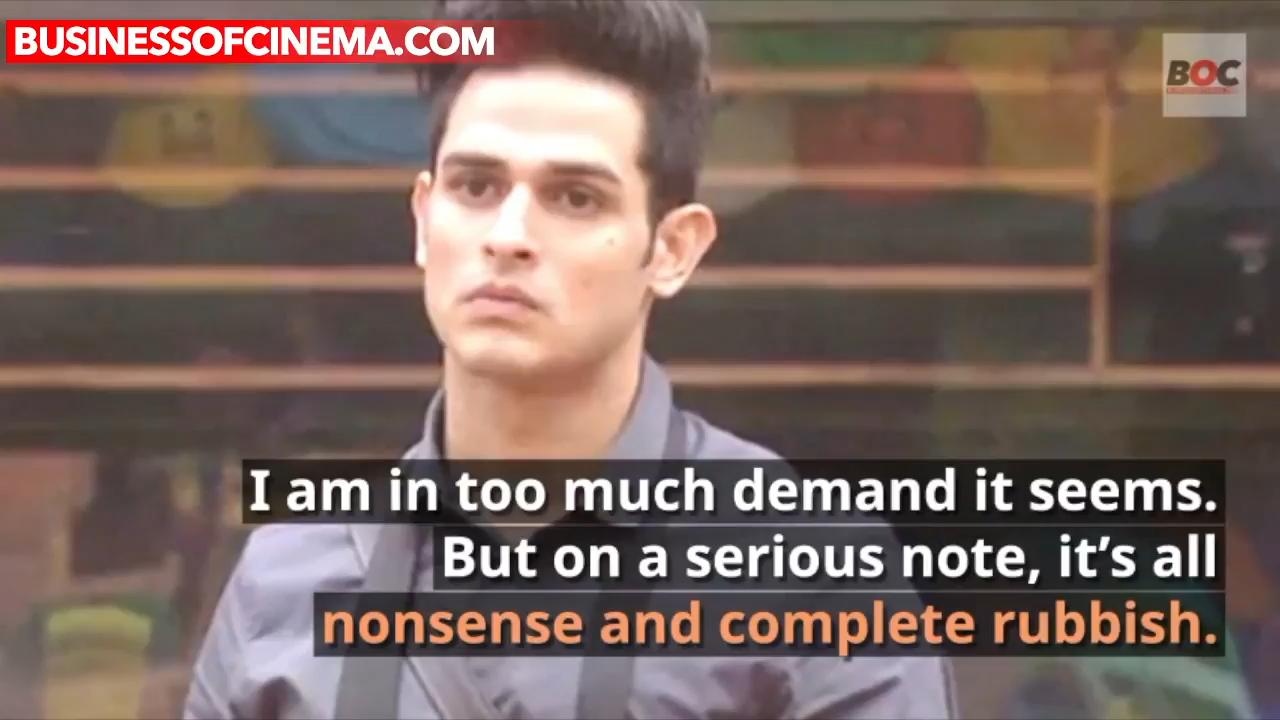 BUSINESSOFCINEMA.COM
BOC
I am in too much demand it seems.
But on a serious note, it’s all
nonsense and complete rubbish.